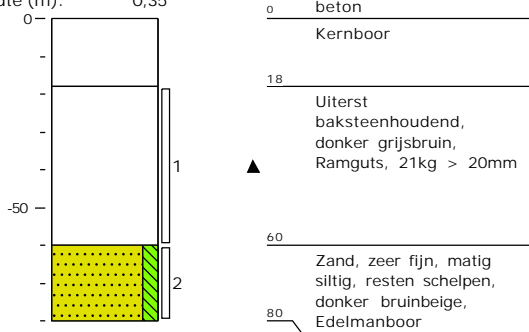 0,35
0
beton
0
Kernboor
18
Uiterst
baksteenhoudend,
donker grijsbruin,
Ramguts, 21kg > 20mm
1
-50
60
Zand, zeer fijn, matig
siltig, resten schelpen,
donker bruinbeige,
Edelmanboor
2
80